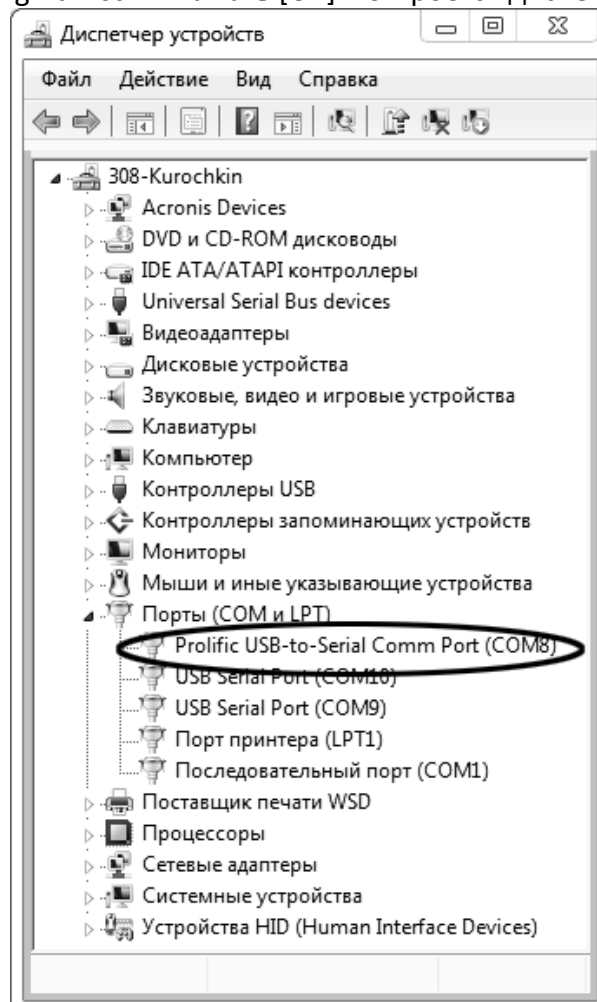 Диспетчер устройств
Файл Действие Вид Справка
308-Kurochkin
Acronis Devices
DVD и CD-ROM дисководы
IDE ATA/ATAPI контроллеры
Universal Serial Bus devices
Видеоадаптеры
Дисковые устройства
Звуковые, видео и игровые устройства
Клавиатуры
Компьютер
Контроллеры USB
Контроллеры запоминающих устройств
Мониторы
Мыши и иные указывающие устройства
Порты (COM и LPT)
Prolific USB-to-Serial Comm Port (COM8)
USB Serial Port (COM10)
USB Serial Port (COM9)
Порт принтера (LPT1)
Последовательный порт (COM1)
Поставщик печати WSD
Процессоры
Сетевые адаптеры
Системные устройства
Устройства HID (Human Interface Devices)